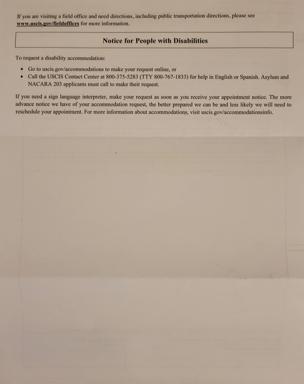 If you are visiting a field office and need directions, including public transportation directions, please see
www.uscis.gov/fieldoffices for more information.
Notice for People with Disabilities
To request a disability accommodation:
• Go to uscis.gov/accommodations to make your request online, or
• Call the USCIS Contact Center at 800-375-5283 (TTY 800-767-1833) for help in English or Spanish. Asylum and
NACARA 203 applicants must call to make their request.
If you need a sign language interpreter, make your request as soon as you receive your appointment notice. The more
advance notice we have of your accommodation request, the better prepared we can be and less likely we will need to
reschedule your appointment. For more information about accommodations, visit uscis.gov/accommodationsinfo.